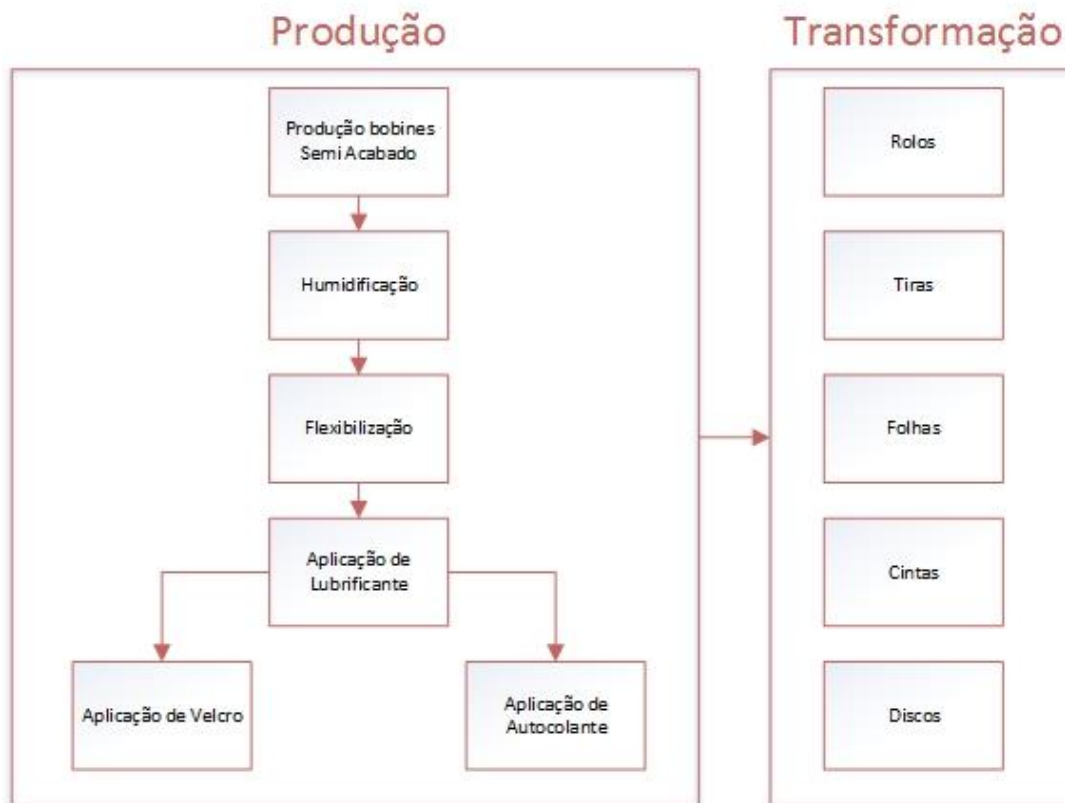 Produção
Transformação
Produção bobines
Semi Acabado
Humidificação
Flexibilização
Aplicação de
Lubrificante
Aplicação de Velcro
Aplicação de
Autocolante
Rolos
Tiras
Folhas
Cintas
Discos